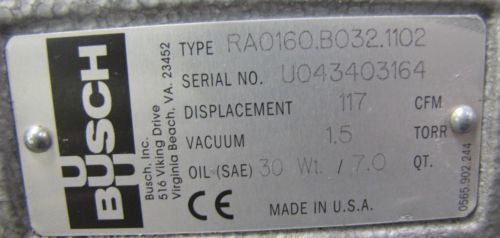 U
BUSCH
U
Busch, Inc.
516 Viking Drive
Virginia Beach, VA. 23452
TYPE RA0160.B032.1102
SERIAL NO. U043403164
DISPLACEMENT 117 CFM
VACUUM 1.5 TORR
OIL (SAE) 30 Wt. / 7.0 QT.
CE MADE IN U.S.A.
0565.902.244